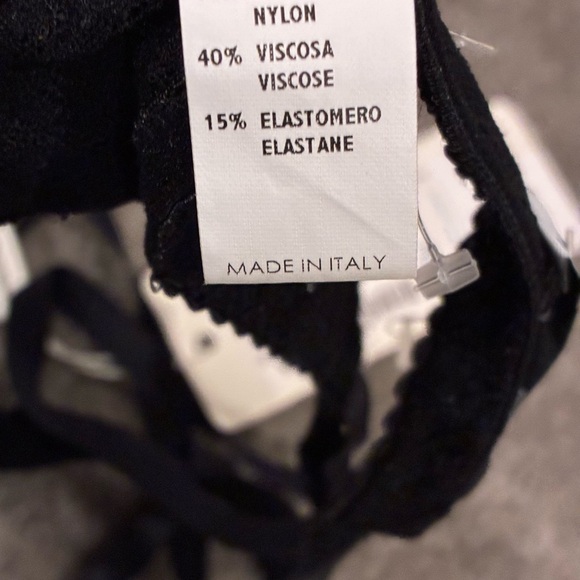 NYLON
40% VISCOSA
VISCOSE
15% ELASTOMERO
ELASTANE
MADE iN ITALY